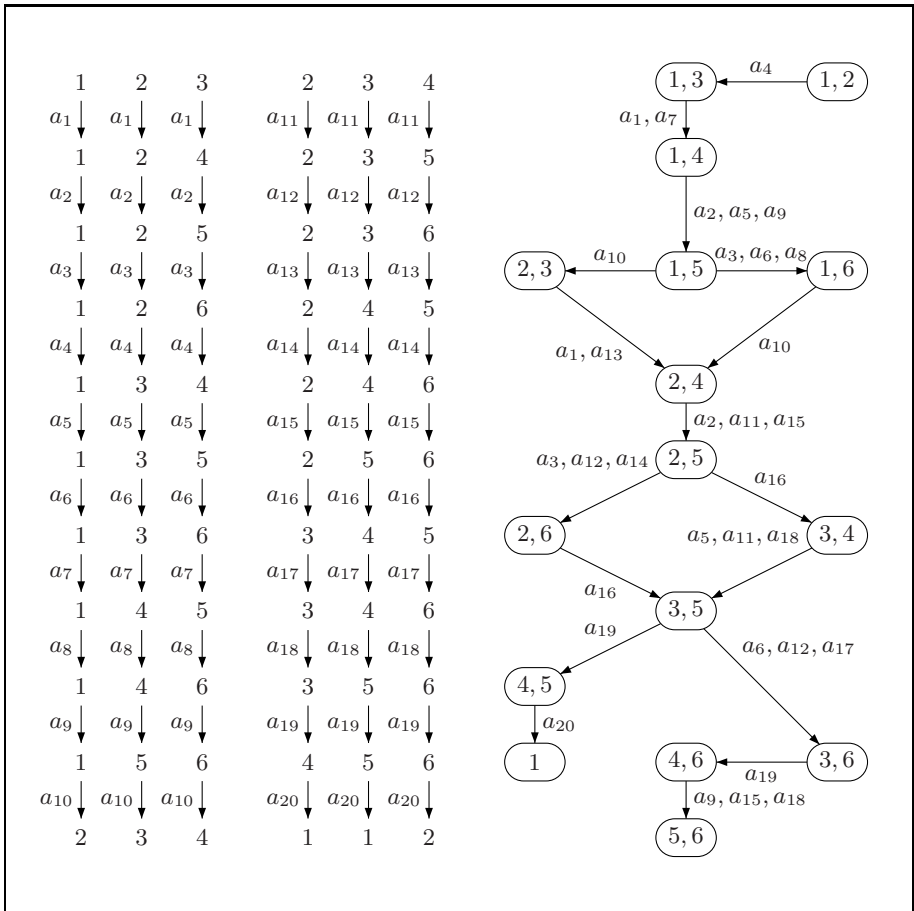 1 2 3 2 3 4 1, 3 a4 1, 2
a1 a1 a1 a11 a11 a11 a1, a7
1 2 4 2 3 5 1, 4
a2 a2 a2 a12 a12 a12 a2, a5, a9
1 2 5 2 3 6 2, 3 a10 1, 5 a3, a6, a8 1, 6
a3 a3 a3 a13 a13 a13
1 2 6 2 4 5
a4 a4 a4 a14 a14 a14 a1, a13 a10
1 3 4 2 4 6 2, 4
a5 a5 a5 a15 a15 a15 a2, a11, a15
1 3 5 2 5 6 a3, a12, a14 2, 5
a6 a6 a6 a16 a16 a16 a16
1 3 6 3 4 5 2, 6 a5, a11, a18 3, 4
a7 a7 a7 a17 a17 a17 a16
1 4 5 3 4 6 3, 5
a8 a8 a8 a18 a18 a18 a19 a6, a12, a17
1 4 6 3 5 6 4, 5
a9 a9 a9 a19 a19 a19 a20
1 5 6 4 5 6 1 4, 6 a19 3, 6
a10 a10 a10 a20 a20 a20 a9, a15, a18
2 3 4 1 1 2 5, 6